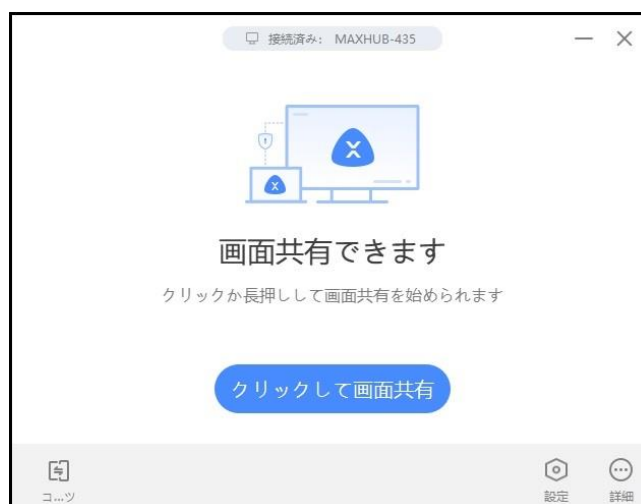 接続済み: MAXHUB-435
画面共有できます
クリックか長押しして画面共有を始められます
クリックして画面共有
コ...ツ
設定
詳細